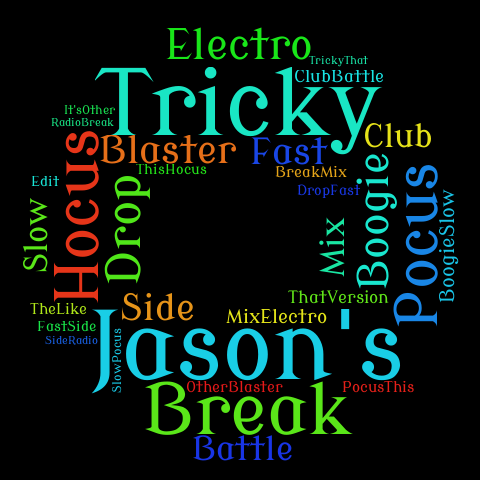 Electro
TrickyThat
Tricky
ClubBattle
It'sOther
RadioBreak
Club
Blaster
Fast
Hocus
ThisHocus
BreakMix
Edit
Drop
DropFast
Boogie
Pocus
BoogieSlow
Slow
Mix
ThatVersion
TheLike
Side
MixElectro
FastSide
Jason's
SideRadio
SlowPocus
OtherBlaster
PocusThis
Break
Battle